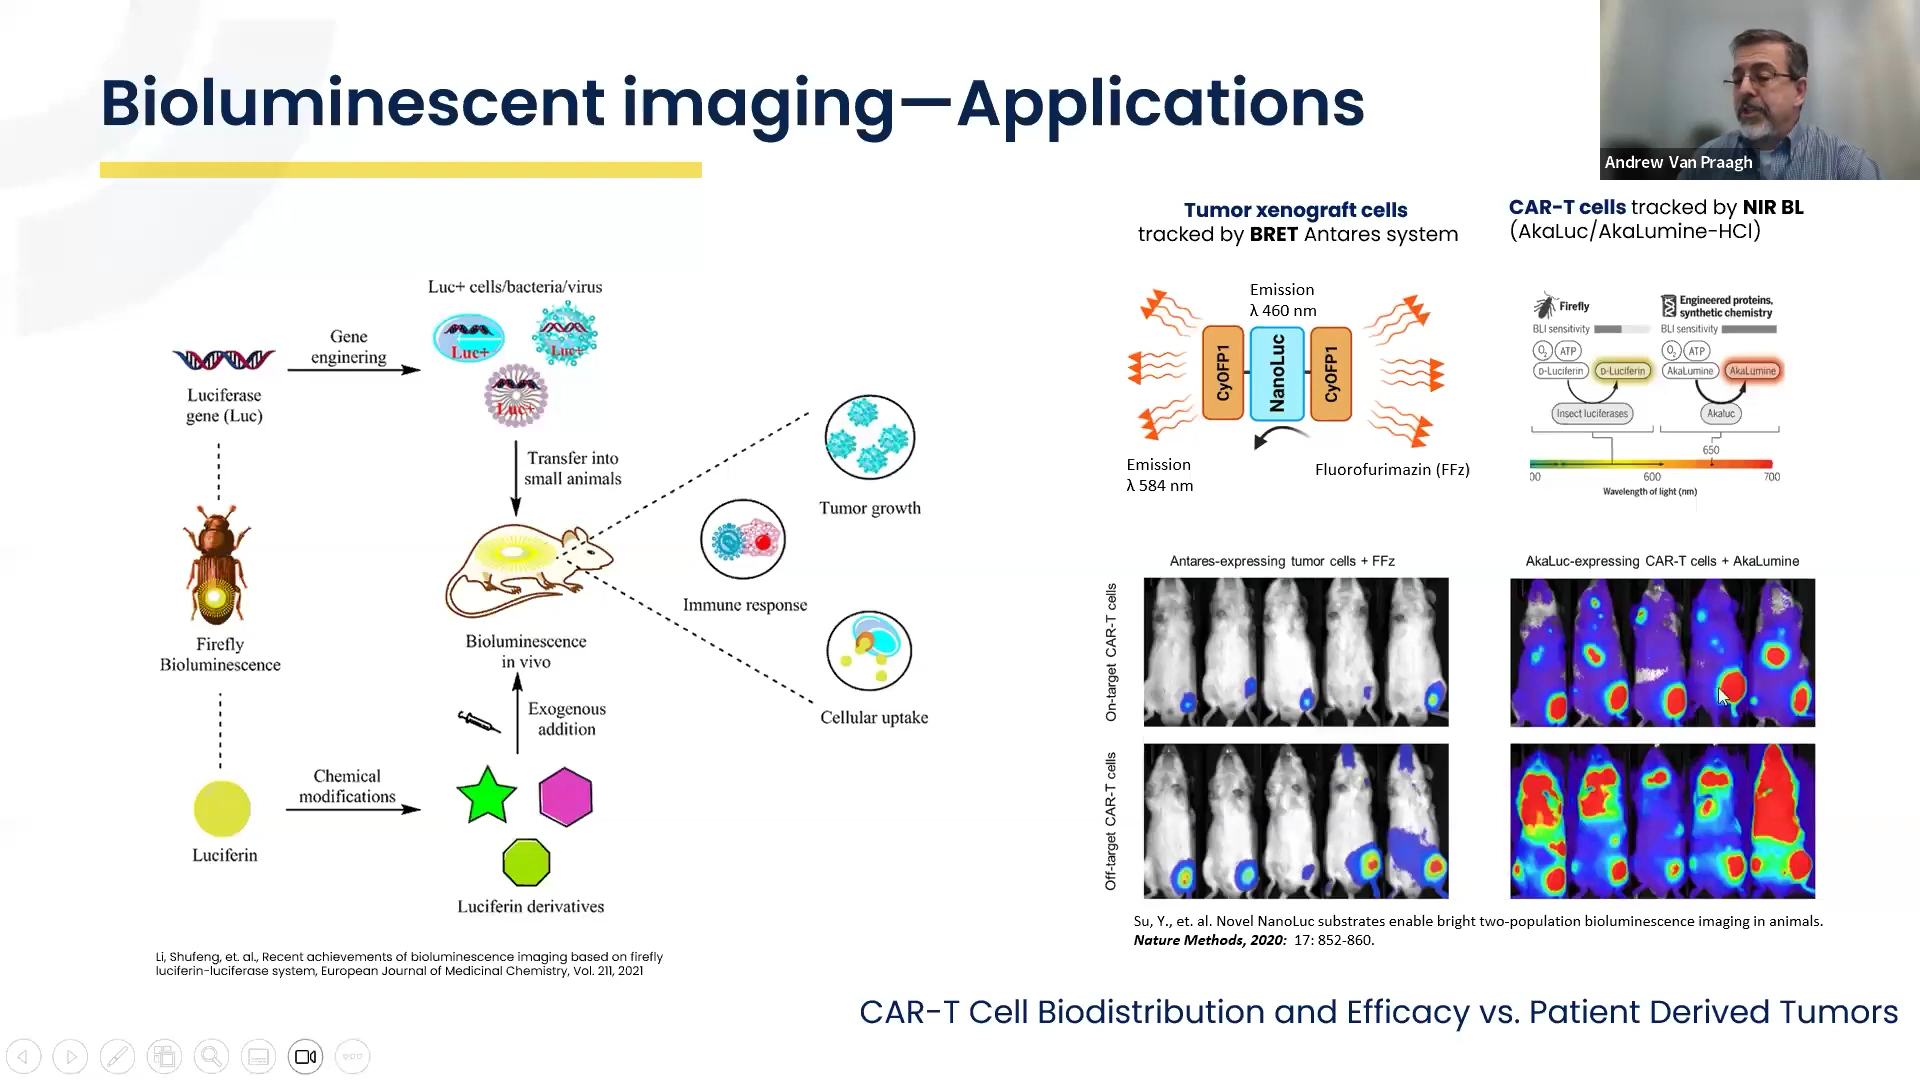 Bioluminescent imaging—Applications
Andrew Van Praagh
Luc+ cells/bacteria/virus
Gene
enginering
Luc+
Luc+
Luc+
Luciferase
gene (Luc)
Transfer into
small animals
Tumor growth
Immune response
Firefly
Bioluminescence
Bioluminescence
in vivo
Cellular uptake
Exogenous
addition
Chemical
modifications
Luciferin
Luciferin derivatives
Li, Shufeng, et. al., Recent achievements of bioluminescence imaging based on firefly
luciferin-luciferase system, European Journal of Medicinal Chemistry, Vol. 211, 2021
Tumor xenograft cells
tracked by BRET Antares system
Emission
λ 460 nm
CyOFP1
NanoLuc
CyOFP1
Emission
λ 584 nm
Fluorofurimazin (FFz)
CAR-T cells tracked by NIR BL
(AkaLuc/AkaLumine-HCl)
Firefly
BLI sensitivity
O2 ATP
D-Luciferin D-Luciferin
Insect luciferases
Engineered proteins,
synthetic chemistry
BLI sensitivity
O2 ATP
AkaLumine AkaLumine
Akaluc
650
00 600 700
Wavelength of light (nm)
Antares-expressing tumor cells + FFz
AkaLuc-expressing CAR-T cells + AkaLumine
On-target CAR-T cells
Off-target CAR-T cells
Su, Y., et. al. Novel NanoLuc substrates enable bright two-population bioluminescence imaging in animals.
Nature Methods, 2020: 17: 852-860.
CAR-T Cell Biodistribution and Efficacy vs. Patient Derived Tumors